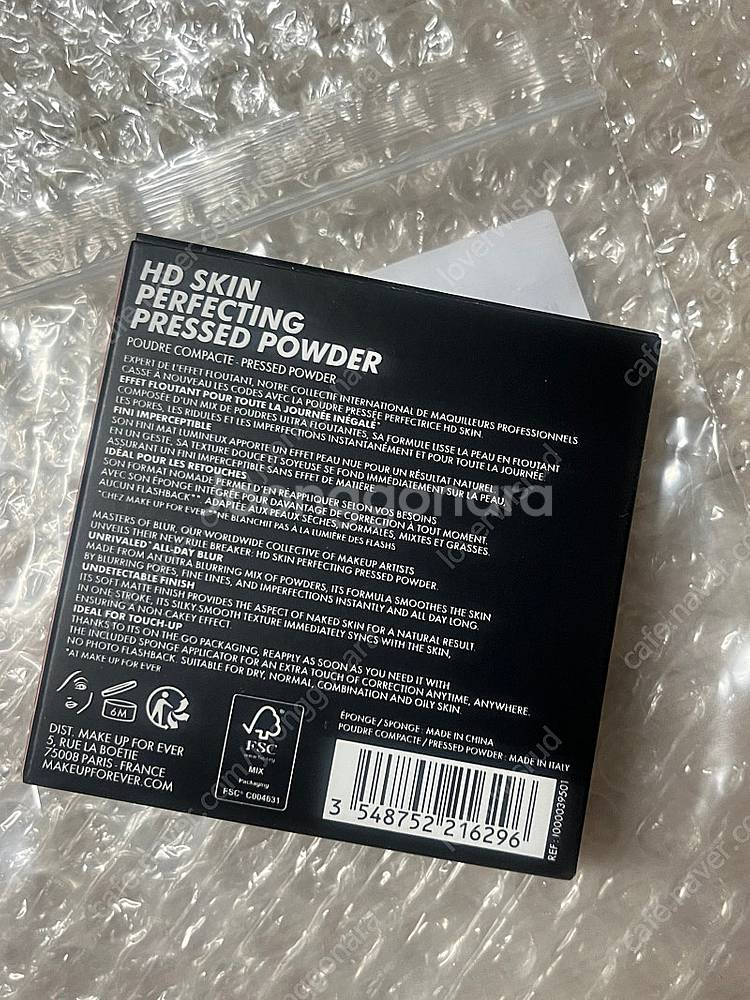 HD SKIN
PERFECTING
PRESSED POWDER
POUDRE COMPACTE - PRESSED POWDER
EXPERT DE L'EFFET FLOUTANT, NOTRE COLLECTIF INTERNATIONAL DE MAQUILLEURS PROFESSIONNELS
CASSE À NOUVEAU LES CODES AVEC LA POUDRE PRESSÉE PERFECTRICE HD SKIN.
EFFET FLOUTANT POUR TOUTE LA JOURNÉE INÉGALÉ*
COMPOSÉE D'UN MIX DE POUDRES ULTRA FLOUTANTES, SA FORMULE LISSE LA PEAU EN FLOUTANT
LES PORES, LES RIDULES ET LES IMPERFECTIONS INSTANTANÉMENT ET POUR TOUTE LA JOURNÉE
FINI IMPERCEPTIBLE
SON FINI MAT LUMINEUX APPORTE UN EFFET PEAU NUE POUR UN RÉSULTAT NATUREL
EN UN GESTE, SA TEXTURE DOUCE ET SOYEUSE SE FOND IMMÉDIATEMENT SUR LA PEAU,
ASSURANT UN FINI IMPERCEPTIBLE SANS EFFET DE MATIÈRE
IDÉAL POUR LES RETOUCHES
SON FORMAT NOMADE PERMET D'EN RÉAPPLIQUER SELON VOS BESOINS
AVEC SON ÉPONGE INTÉGRÉE POUR DAVANTAGE DE CORRECTION À TOUT MOMENT.
AUCUN FLASHBACK**. ADAPTÉ AUX PEAUX SÈCHES, NORMALES, MIXTES ET GRASSES.
*CHEZ MAKE UP FOR EVER **NE BLANCHIT PAS À LA LUMIÈRE DES FLASHS
MASTERS OF BLUR, OUR WORLDWIDE COLLECTIVE OF MAKEUP ARTISTS
UNVEILS THEIR NEW RULE BREAKER: HD SKIN PERFECTING PRESSED POWDER.
UNRIVALED* ALL-DAY BLUR
MADE FROM AN ULTRA BLURRING MIX OF POWDERS, ITS FORMULA SMOOTHES THE SKIN
BY BLURRING PORES, FINE LINES, AND IMPERFECTIONS INSTANTLY AND ALL DAY LONG.
UNDETECTABLE FINISH
ITS SOFT MATTE FINISH PROVIDES THE ASPECT OF NAKED SKIN FOR A NATURAL RESULT
IN ONE STROKE, ITS SILKY SMOOTH TEXTURE IMMEDIATELY SYNCS WITH THE SKIN,
ENSURING A NON CAKEY EFFECT.
IDEAL FOR TOUCH-UP
THANKS TO ITS ON THE GO PACKAGING, REAPPLY AS SOON AS YOU NEED IT WITH
THE INCLUDED SPONGE APPLICATOR FOR AN EXTRA TOUCH OF CORRECTION ANYTIME, ANYWHERE.
NO PHOTO FLASHBACK. SUITABLE FOR DRY, NORMAL, COMBINATION AND OILY SKIN
*AT MAKE UP FOR EVER
6M
DIST. MAKE UP FOR EVER
5, RUE LA BOÉTIE
75008 PARIS - FRANCE
MAKEUPFOREVER.COM
FSC
MIX
Packaging
FSC® C004631
ÉPONGE / SPONGE : MADE IN CHINA
POUDRE COMPACTE / PRESSED POWDER : MADE IN ITALY
3 548752 216296
REF: I000039501
joonggonara